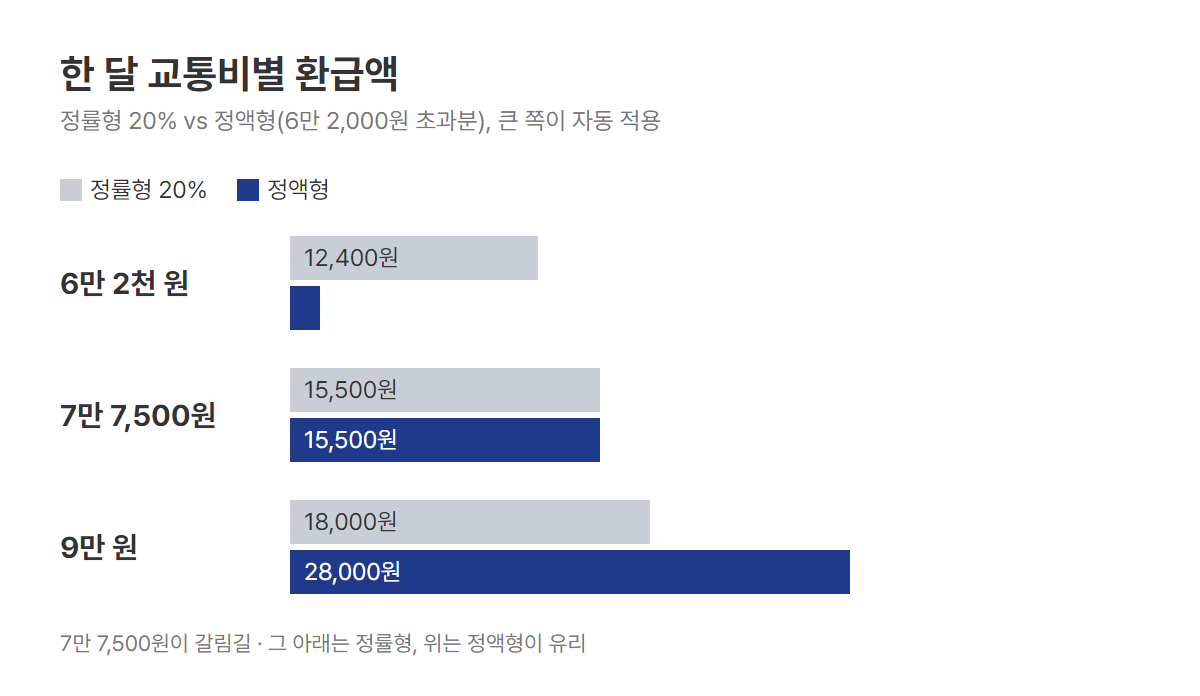 한 달 교통비별 환급액
정률형 20% vs 정액형(6만 2,000원 초과분), 큰 쪽이 자동 적용
정률형 20% 정액형
6만 2천 원
12,400원
7만 7,500원
15,500원
15,500원
9만 원
18,000원
28,000원
7만 7,500원이 갈림길 · 그 아래는 정률형, 위는 정액형이 유리